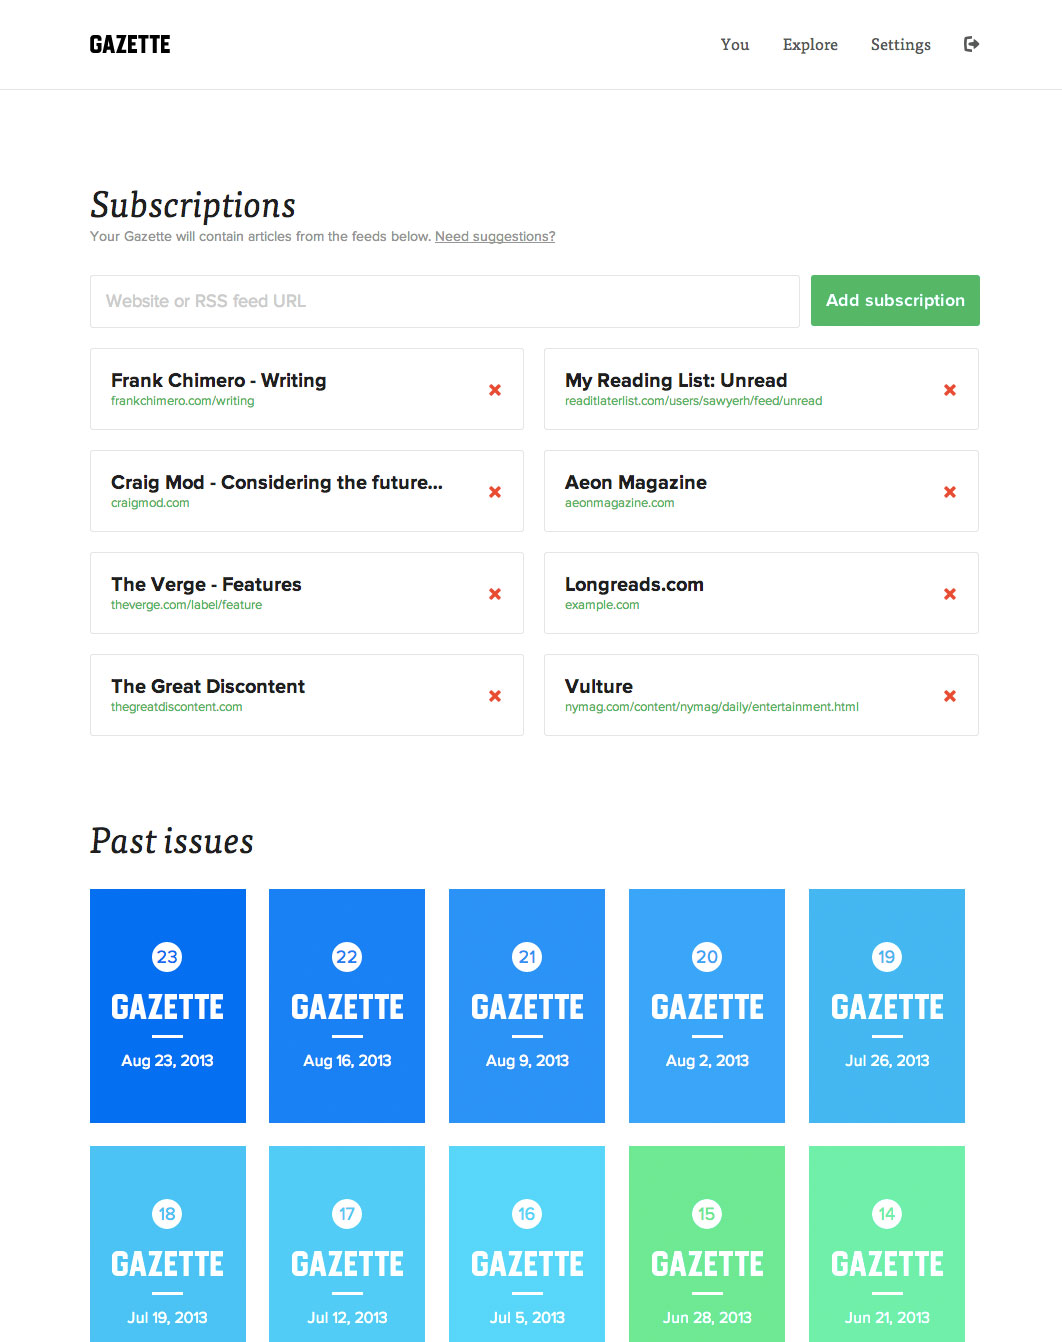 GAZETTE
You Explore Settings
Subscriptions
Your Gazette will contain articles from the feeds below. Need suggestions?
Website or RSS feed URL Add subscription
Frank Chimero - Writing
frankchimero.com/writing
My Reading List: Unread
readitlaterlist.com/users/sawyerh/feed/unread
Craig Mod - Considering the future...
craigmod.com
Aeon Magazine
aeonmagazine.com
The Verge - Features
theverge.com/label/feature
Longreads.com
example.com
The Great Discontent
thegreatdiscontent.com
Vulture
nymag.com/content/nymag/daily/entertainment.html
Past issues
23
GAZETTE
Aug 23, 2013
22
GAZETTE
Aug 16, 2013
21
GAZETTE
Aug 9, 2013
20
GAZETTE
Aug 2, 2013
19
GAZETTE
Jul 26, 2013
18
GAZETTE
Jul 19, 2013
17
GAZETTE
Jul 12, 2013
16
GAZETTE
Jul 5, 2013
15
GAZETTE
Jun 28, 2013
14
GAZETTE
Jun 21, 2013